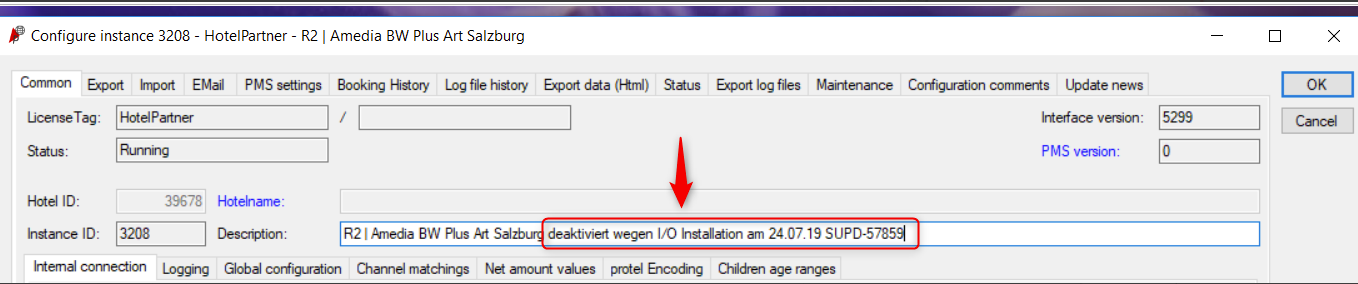 Configure instance 3208 - HotelPartner - R2 | Amedia BW Plus Art Salzburg
Common Export Import EMail PMS settings Booking History Log file history Export data (Html) Status Export log files Maintenance Configuration comments Update news OK
LicenseTag: HotelPartner / Interface version: 5299 Cancel
Status: Running PMS version: 0
Hotel ID: 39678 Hotelname:
Instance ID: 3208 Description: R2 | Amedia BW Plus Art Salzburg deaktiviert wegen I/O Installation am 24.07.19 SUPD-57859
Internal connection Logging Global configuration Channel matchings Net amount values protel Encoding Children age ranges